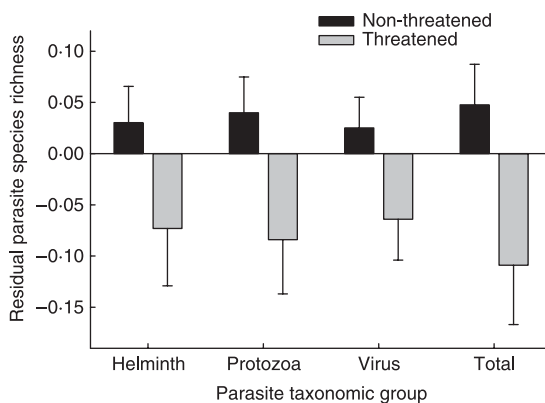 Non-threatened
Threatened
Residual parasite species richness
0·10
0·05
0·00
−0·05
−0·10
−0·15
Helminth Protozoa Virus Total
Parasite taxonomic group